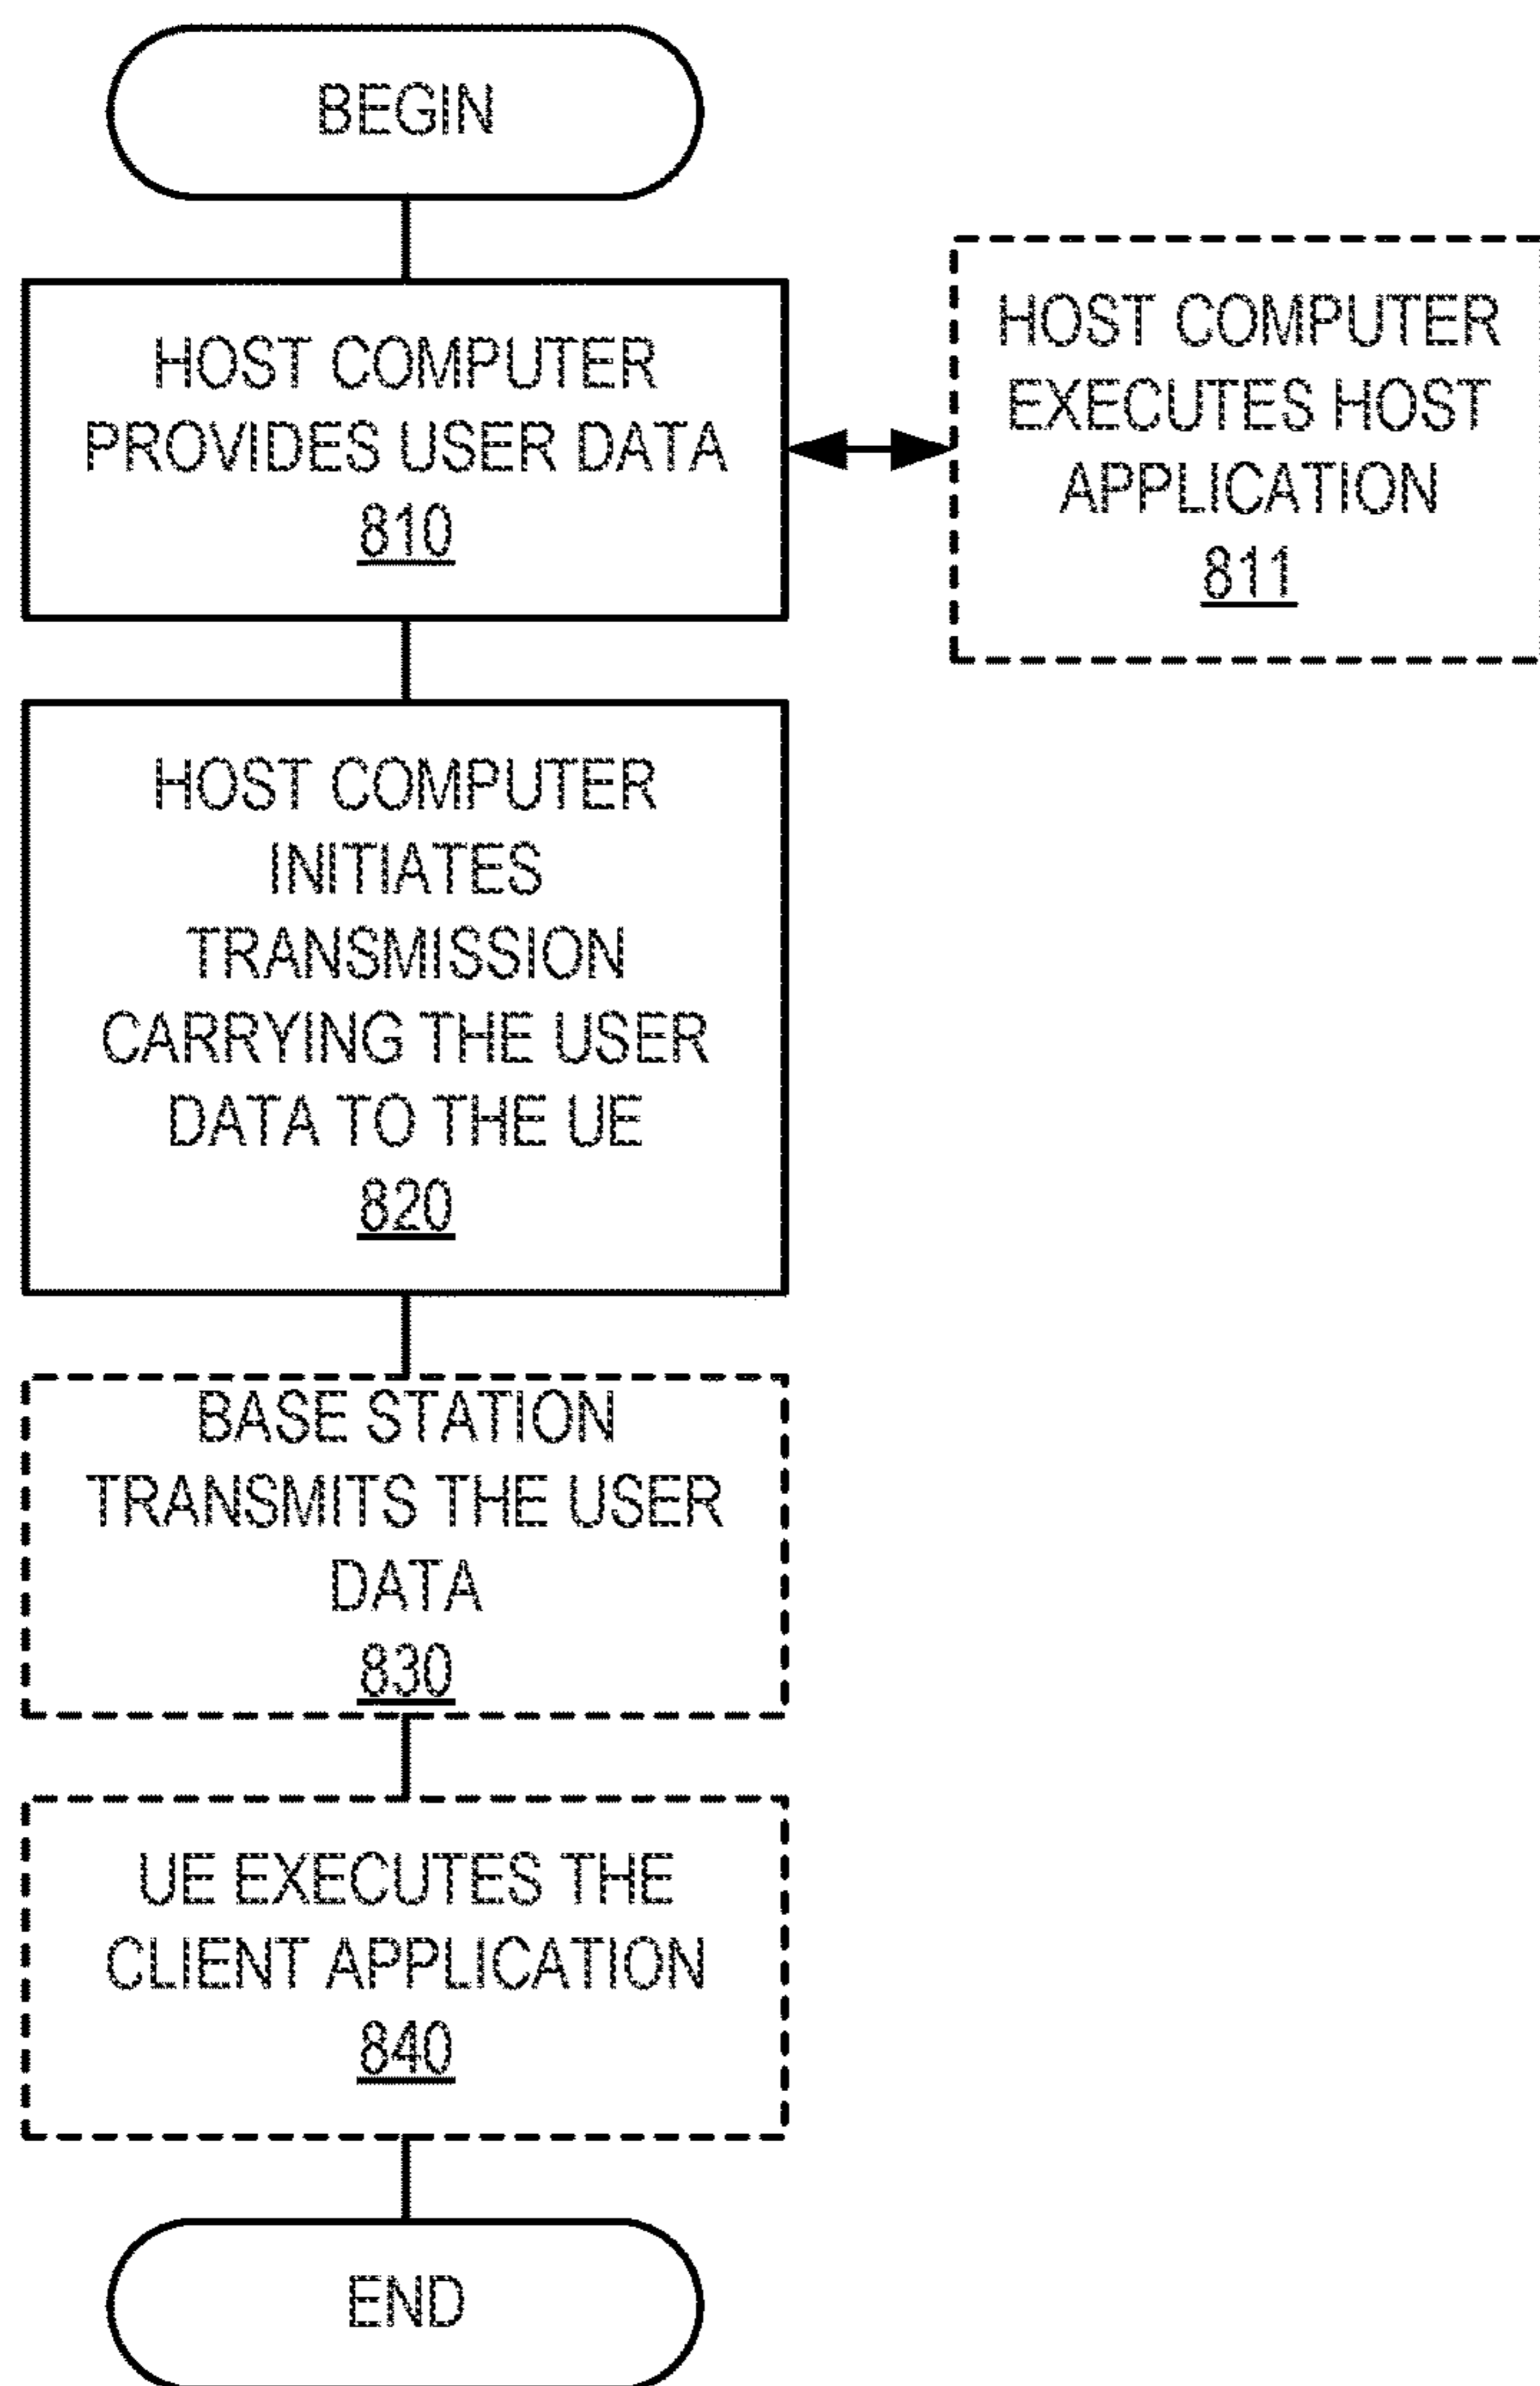 BEGIN
HOST COMPUTER
PROVIDES USER DATA
810
HOST COMPUTER
EXECUTES HOST
APPLICATION
811
HOST COMPUTER
INITIATES
TRANSMISSION
CARRYING THE USER
DATA TO THE UE
820
BASE STATION
TRANSMITS THE USER
DATA
830
UE EXECUTES THE
CLIENT APPLICATION
840
END